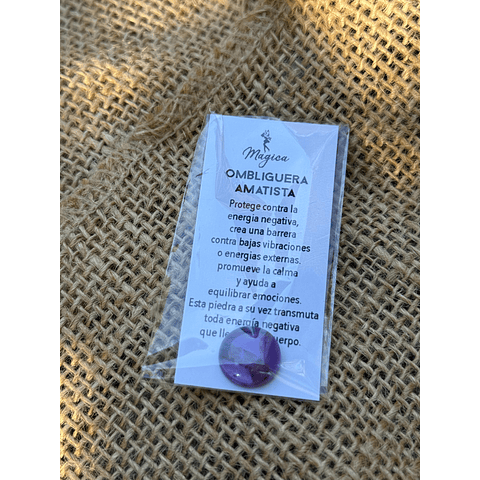 Magica
OMBLIGUERA
AMATISTA
Protege contra la
energía negativa,
crea una barrera
contra bajas vibraciones
o energías externas.
promueve la calma
y ayuda a
equilibrar emociones.
Esta piedra a su vez transmuta
toda energía negativa
que erpo.